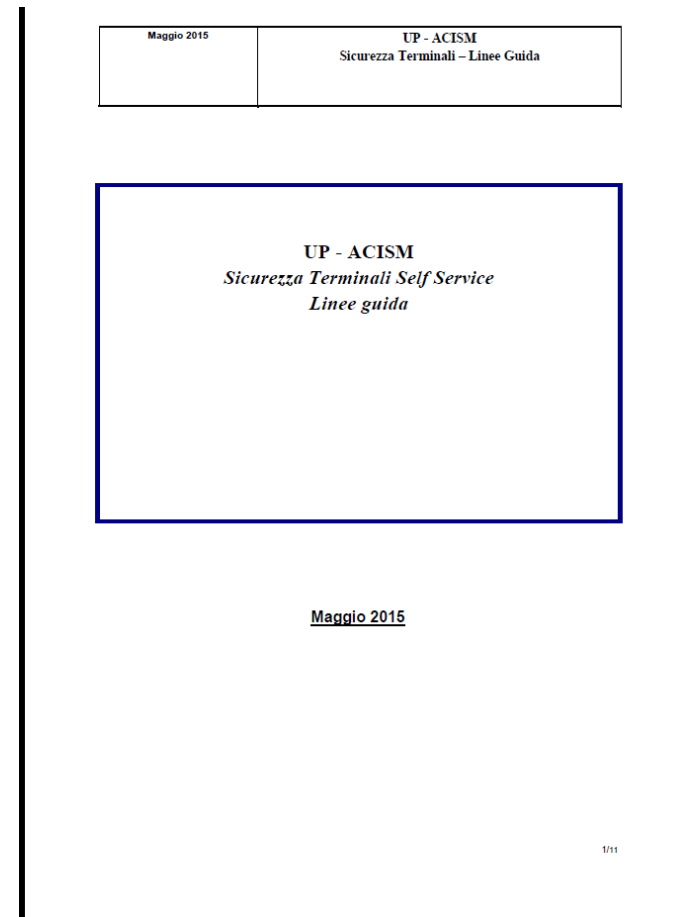 Maggio 2015
UP - ACISM
Sicurezza Terminali – Linee Guida
UP - ACISM
Sicurezza Terminali Self Service
Linee guida
Maggio 2015
1/11